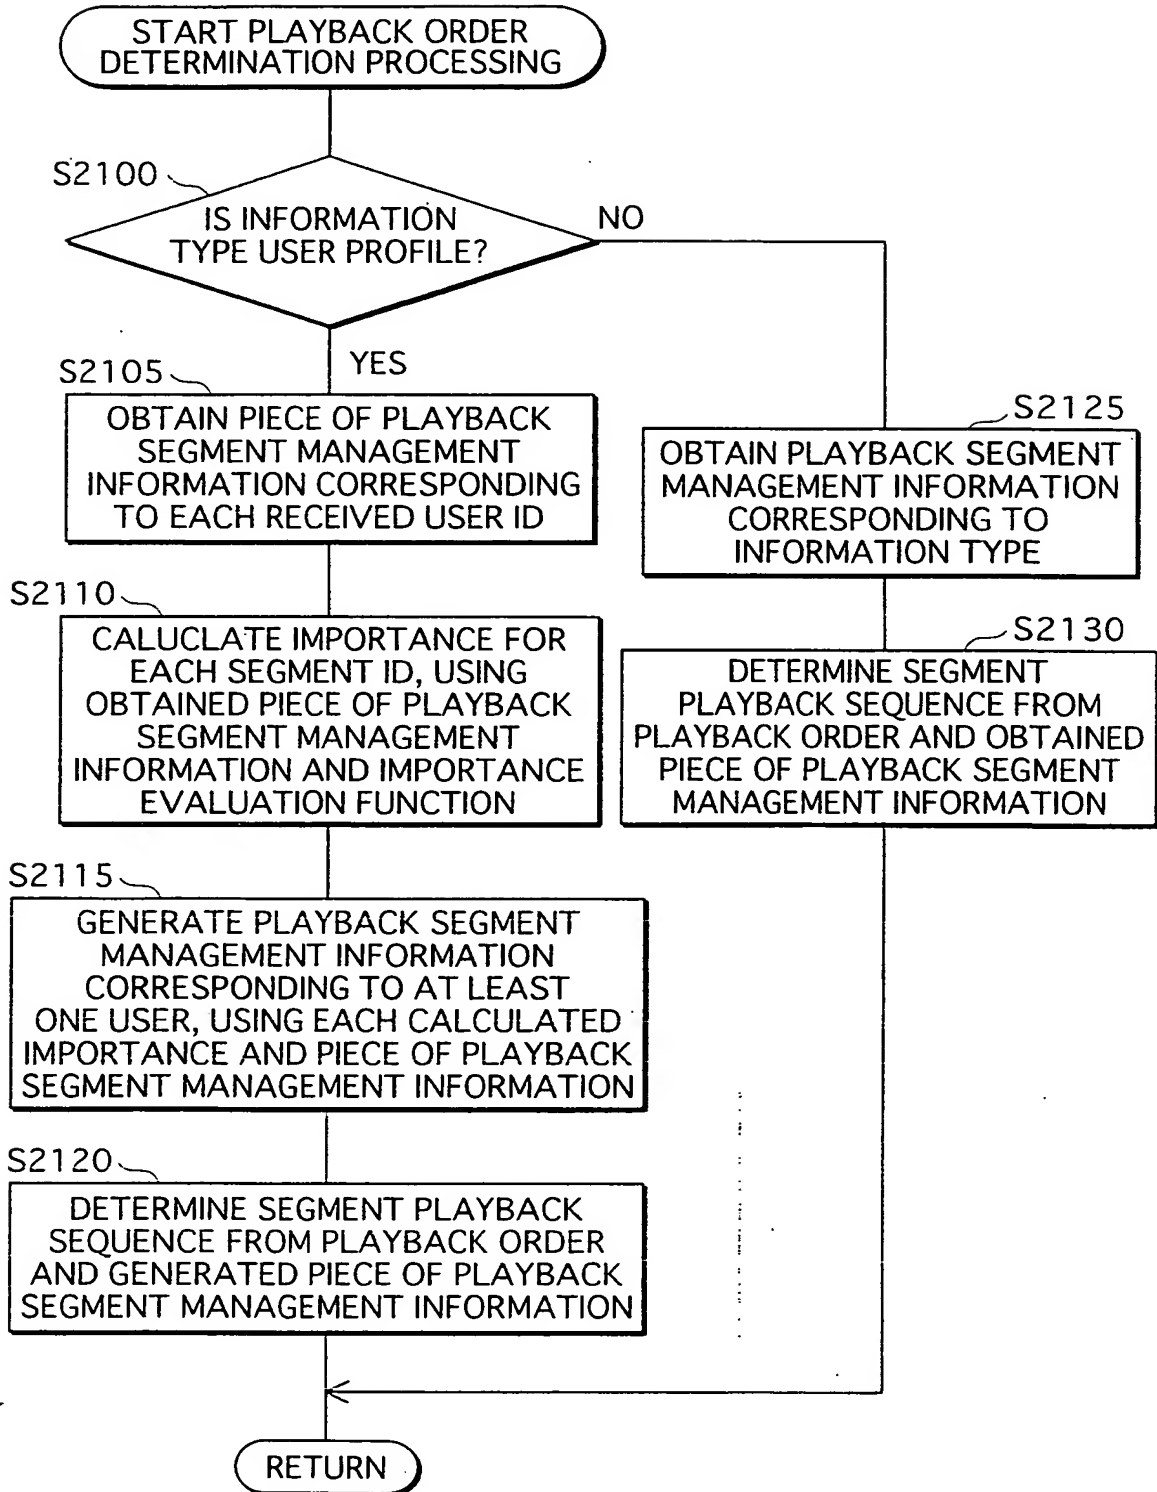 START PLAYBACK ORDER
DETERMINATION PROCESSING
S2100
IS INFORMATION
TYPE USER PROFILE?
NO
YES
S2105
OBTAIN PIECE OF PLAYBACK
SEGMENT MANAGEMENT
INFORMATION CORRESPONDING
TO EACH RECEIVED USER ID
S2110
CALUCLATE IMPORTANCE FOR
EACH SEGMENT ID, USING
OBTAINED PIECE OF PLAYBACK
SEGMENT MANAGEMENT
INFORMATION AND IMPORTANCE
EVALUATION FUNCTION
S2115
GENERATE PLAYBACK SEGMENT
MANAGEMENT INFORMATION
CORRESPONDING TO AT LEAST
ONE USER, USING EACH CALCULATED
IMPORTANCE AND PIECE OF PLAYBACK
SEGMENT MANAGEMENT INFORMATION
S2120
DETERMINE SEGMENT PLAYBACK
SEQUENCE FROM PLAYBACK ORDER
AND GENERATED PIECE OF PLAYBACK
SEGMENT MANAGEMENT INFORMATION
S2125
OBTAIN PLAYBACK SEGMENT
MANAGEMENT INFORMATION
CORRESPONDING TO
INFORMATION TYPE
S2130
DETERMINE SEGMENT
PLAYBACK SEQUENCE FROM
PLAYBACK ORDER AND OBTAINED
PIECE OF PLAYBACK SEGMENT
MANAGEMENT INFORMATION
RETURN